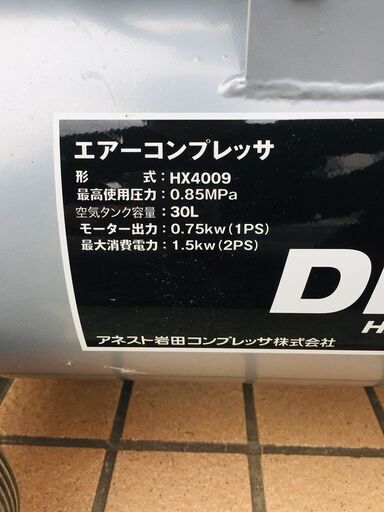 エアーコンプレッサ
形 式：HX4009
最高使用圧力：0.85MPa
空気タンク容量：30L
モーター出力：0.75kw(1PS)
最大消費電力：1.5kw(2PS)
アネスト岩田コンプレッサ株式会社